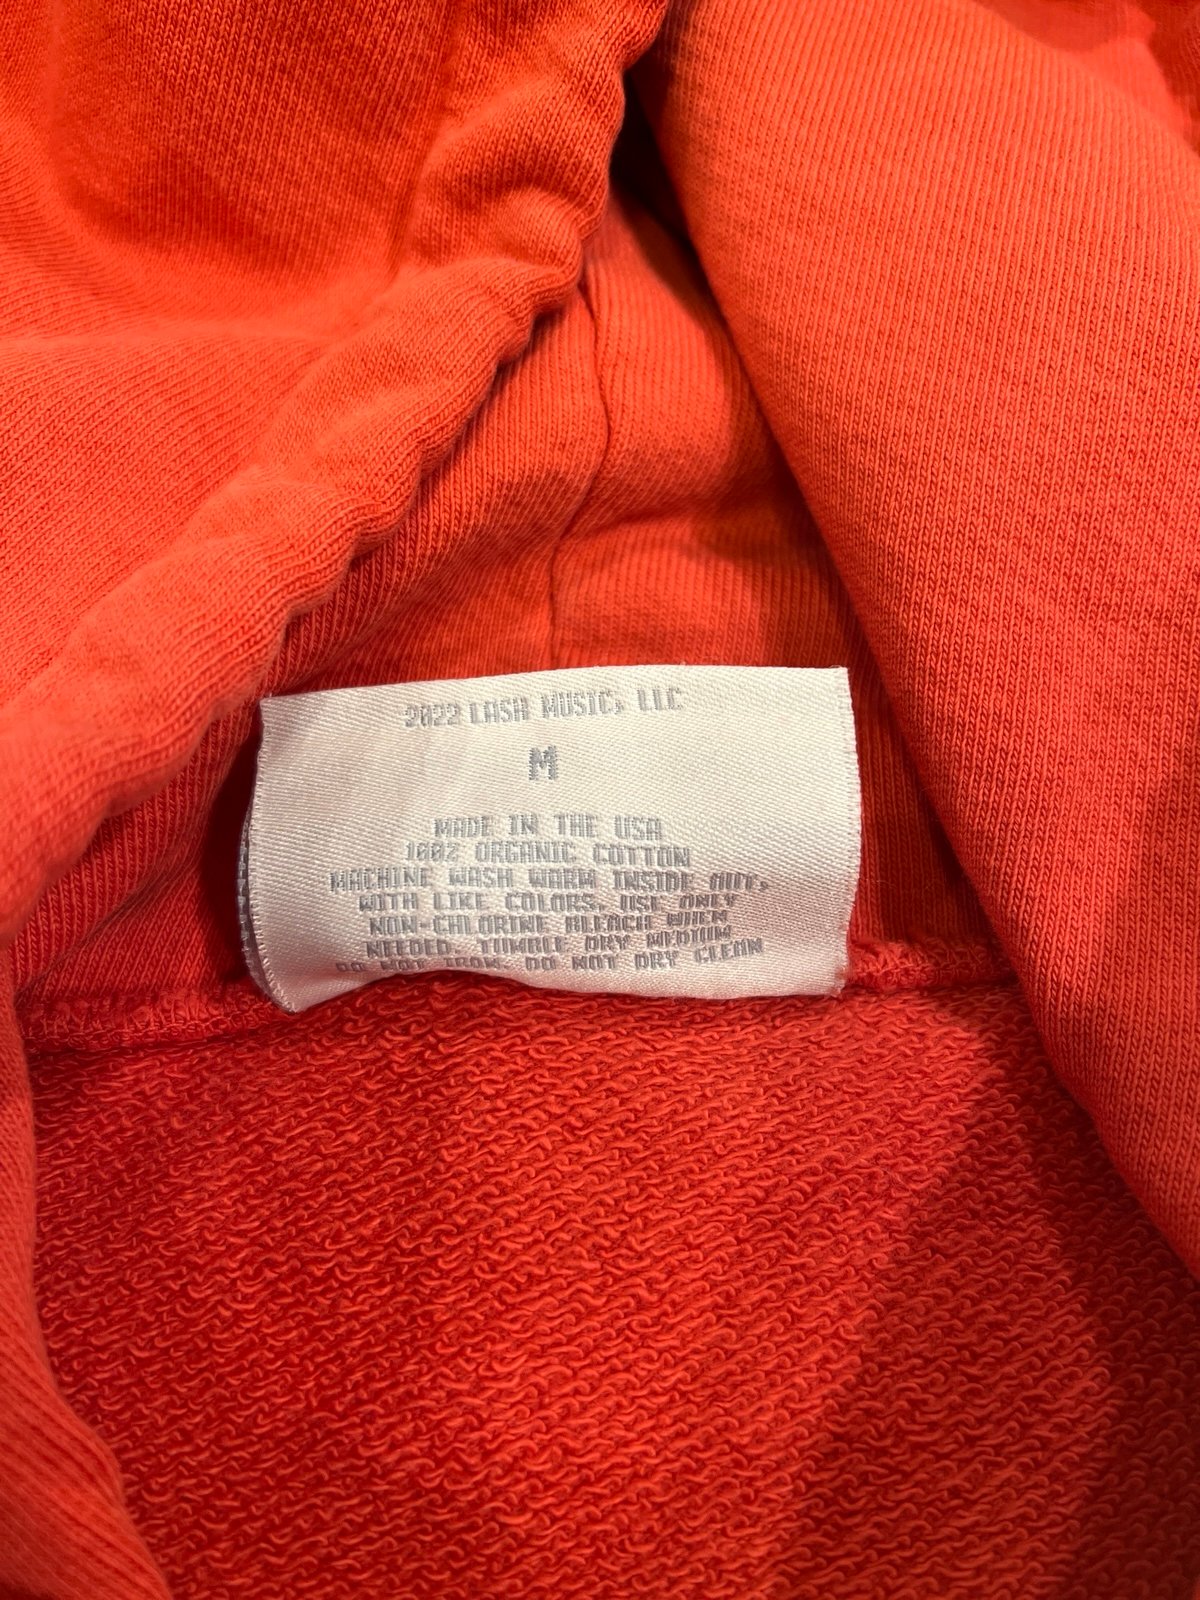 2022 LASH MUSIC, LLC
M
MADE IN THE USA
100% ORGANIC COTTON
MACHINE WASH WARM INSIDE OUT,
WITH LIKE COLORS. USE ONLY
NON-CHLORINE BLEACH WHEN
NEEDED. TUMBLE DRY MEDIUM
DO NOT IRON. DO NOT DRY CLEAN